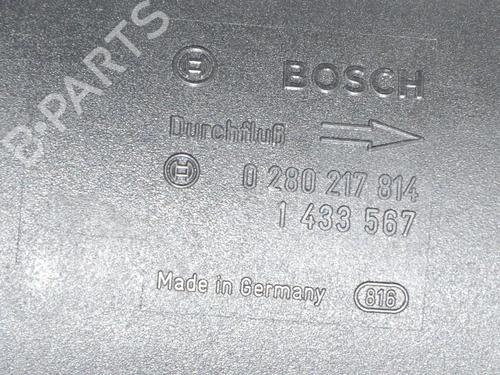 B-PARTS
BOSCH
Durchfluß
0 280 217 814
1 433 567
Made in Germany 816